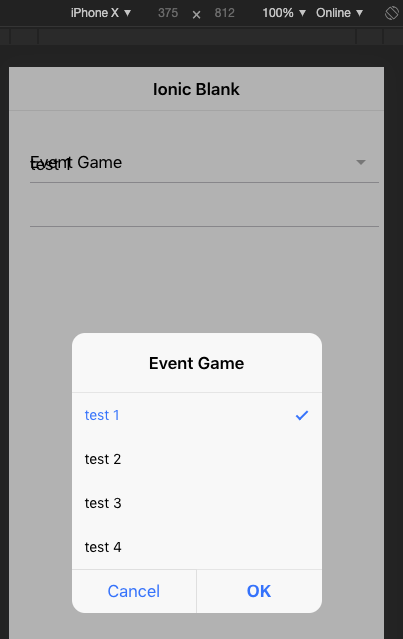 iPhone X ▼ 375 × 812 100% ▼ Online ▼
Ionic Blank
Event Game
test 1
Event Game
test 1
test 2
test 3
test 4
Cancel OK